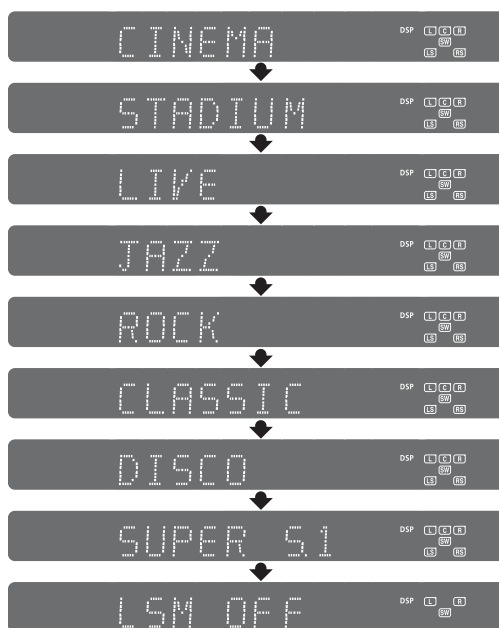 CINEMA DSP L C R
SW
LS RS
STADIUM DSP L C R
SW
LS RS
LIVE DSP L C R
SW
LS RS
JAZZ DSP L C R
SW
LS RS
ROCK DSP L C R
SW
LS RS
CLASSIC DSP L C R
SW
LS RS
DISCO DSP L C R
SW
LS RS
SUPER 5.1 DSP L C R
SW
LS RS
LSM OFF DSP L R
SW